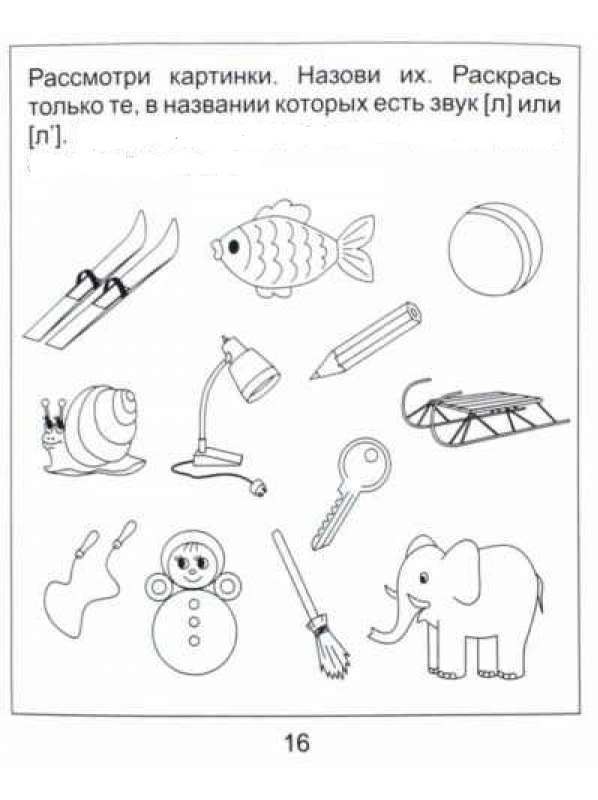 Рассмотри картинки. Назови их. Раскрась
только те, в названии которых есть звук [л] или
[л'].
16